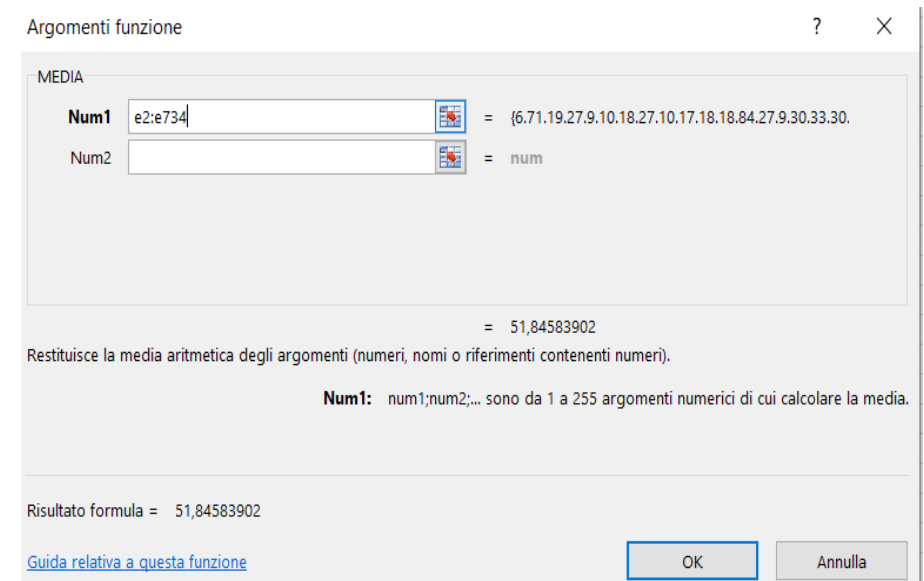 Argomenti funzione ?
MEDIA
Num1 e2:e734 = {6.71.19.27.9.10.18.27.10.17.18.18.84.27.9.30.33.30.
Num2 = num
= 51,84583902
Restituisce la media aritmetica degli argomenti (numeri, nomi o riferimenti contenenti numeri).
Num1: num1;num2;... sono da 1 a 255 argomenti numerici di cui calcolare la media.
Risultato formula = 51,84583902
Guida relativa a questa funzione OK Annulla